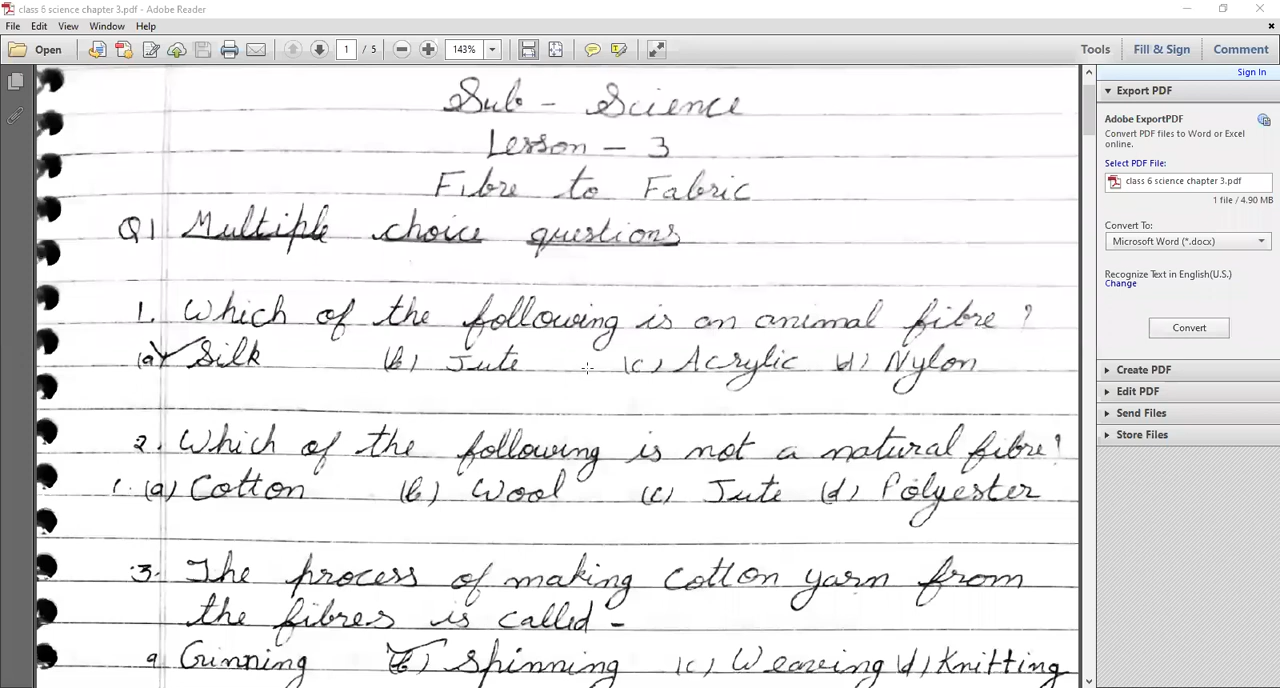 class 6 science chapter 3.pdf - Adobe Reader
File Edit View Window Help
Open 1 / 5 143% Tools Fill & Sign Comment
Sign In
Export PDF
Adobe ExportPDF
Convert PDF files to Word or Excel
online.
Select PDF File:
class 6 science chapter 3.pdf
1 file / 4.90 MB
Convert To:
Microsoft Word (*.docx)
Recognize Text in English(U.S.)
Change
Convert
Create PDF
Edit PDF
Send Files
Store Files
Sub - Science
Lesson - 3
Fibre to Fabric
Q1 Multiple choice questions
1. Which of the following is an animal fibre ?
(a) Silk (b) Jute (c) Acrylic d) Nylon
2. Which of the following is not a natural fibre?
(a) Cotton (b) Wool (c) Jute (d) Polyester
3. The process of making cotton yarn from
the fibres is called -
a Ginning b) spinning (c) Weaving d) Knitting